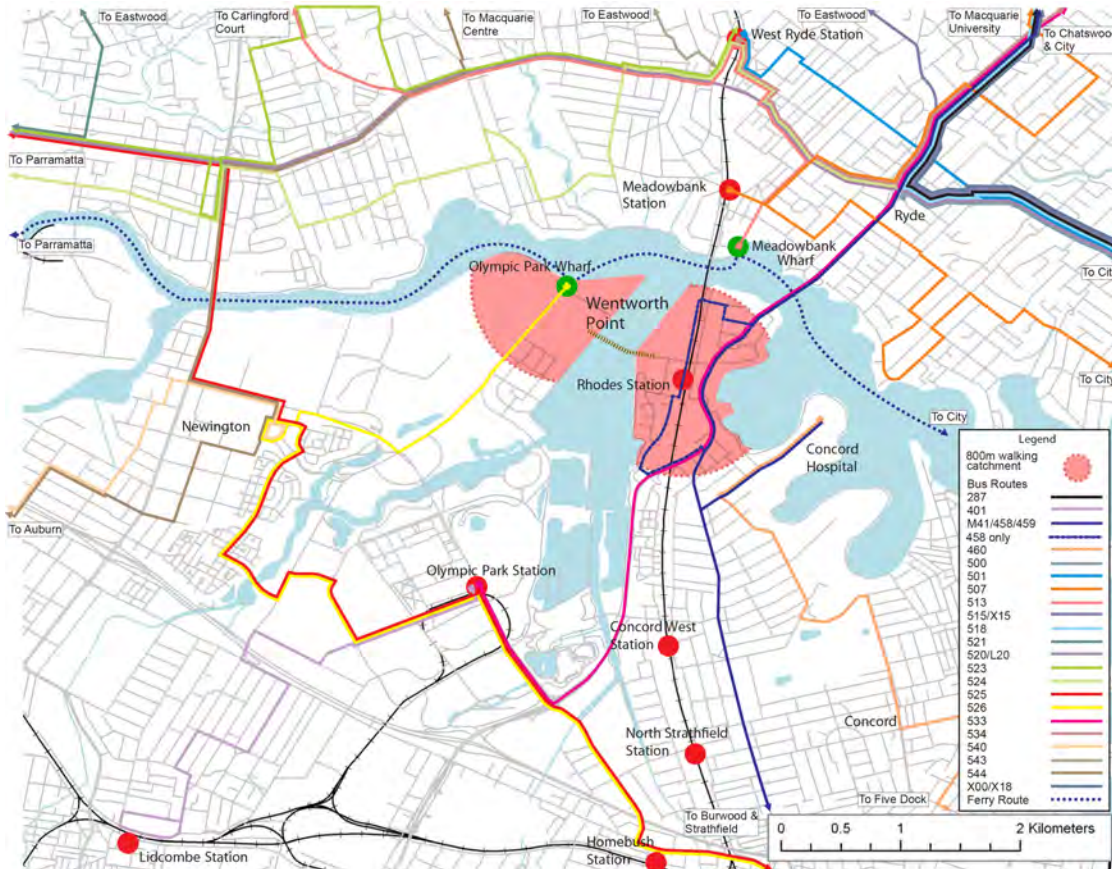 To Eastwood
To Carlingford
Court
To Macquarie
Centre
To Eastwood
To Eastwood
To Macquarie
University
To Chatswood
& City
West Ryde Station
To Parramatta
Meadowbank
Station
Ryde
To Parramatta
Meadowbank
Wharf
Olympic Park Wharf
Wentworth
Point
To City
Rhodes Station
To City
Newington
Concord
Hospital
To Auburn
Olympic Park Station
Concord West
Station
Concord
North Strathfield
Station
To Five Dock
To Burwood &
Strathfield
Homebush
Station
Lidcombe Station
Legend
800m walking
catchment
Bus Routes
287
401
M41/458/459
458 only
460
500
501
507
513
515/X15
518
521
520/L20
523
524
525
526
533
534
540
543
544
X00/X18
Ferry Route
0 0.5 1 2 Kilometers